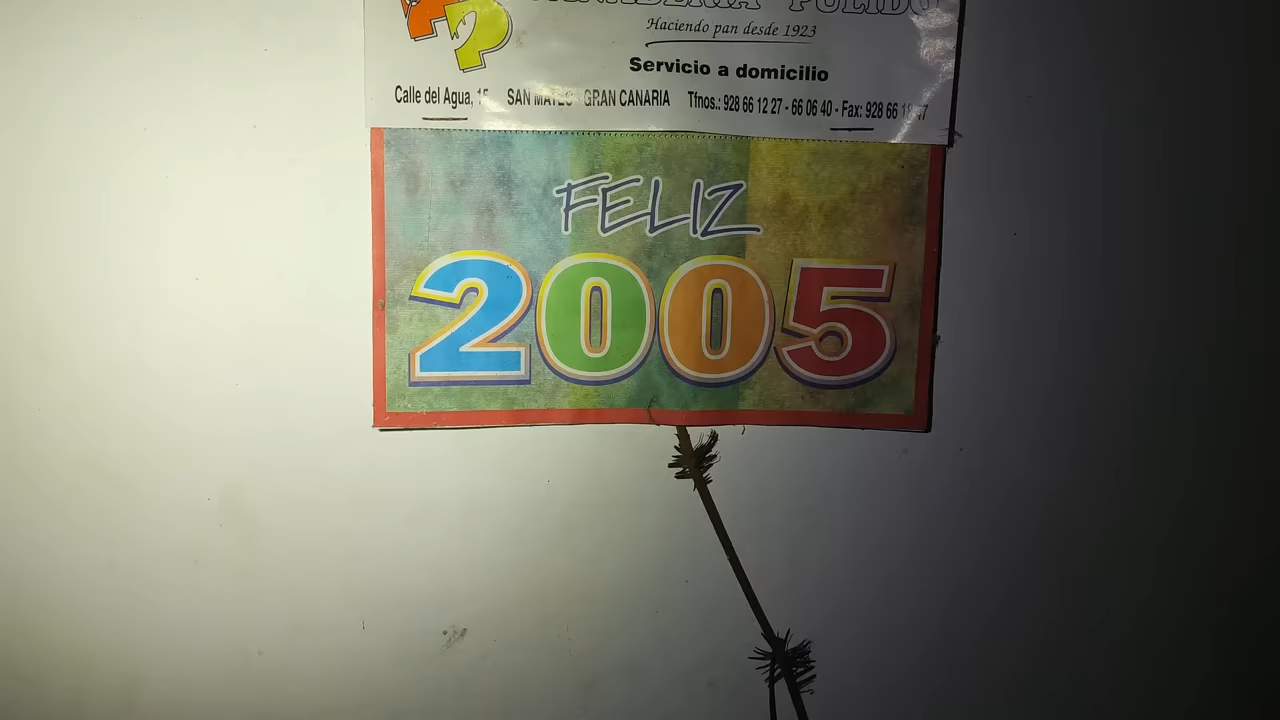 PULIDO
Haciendo pan desde 1923
Servicio a domicilio
Calle del Agua, 15 SAN MATEO - GRAN CANARIA Tfnos.: 928 66 12 27 - 66 06 40 - Fax: 928 66
FELIZ
2005